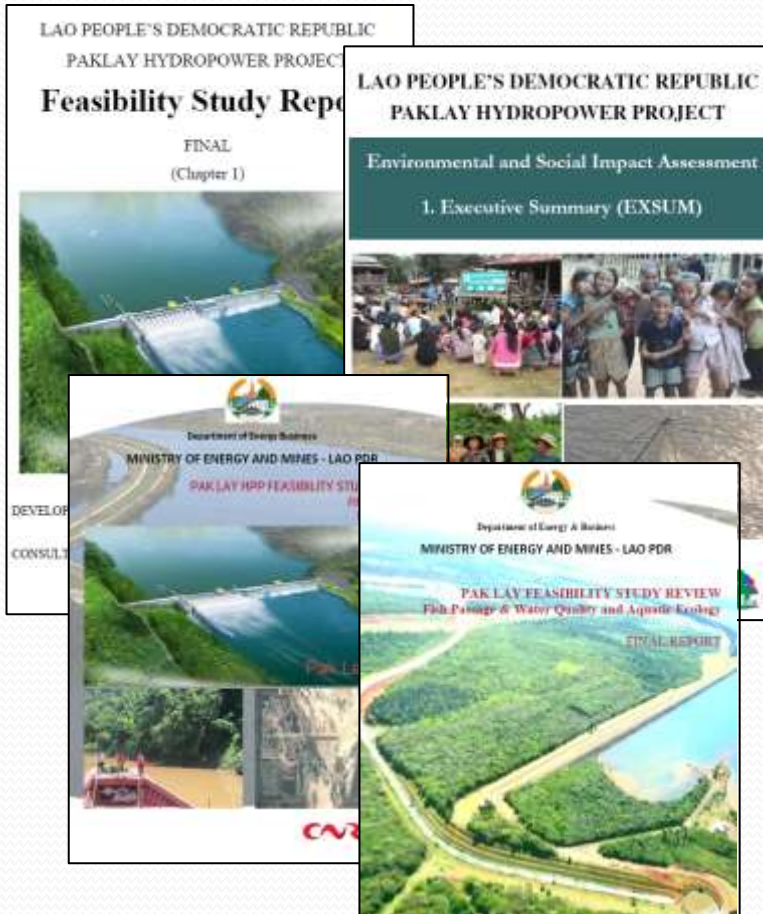 LAO PEOPLE'S DEMOCRATIC REPUBLIC
PAKLAY HYDROPOWER PROJECT
Feasibility Study Repo
FINAL
(Chapter 1)
DEVELOP
CONSULT
LAO PEOPLE'S DEMOCRATIC REPUBLIC
PAKLAY HYDROPOWER PROJECT
Environmental and Social Impact Assessment
1. Executive Summary (EXSUM)
Department of Energy Business
MINISTRY OF ENERGY AND MINES - LAO PDR
PAK LAY HPP FEASIBILITY STU
Pak La
CNR
Department of Energy & Business
MINISTRY OF ENERGY AND MINES - LAO PDR
PAK LAY FEASIBILITY STUDY REVIEW
Fish Passage & Water Quality and Aquatic Ecology
FINAL REPORT